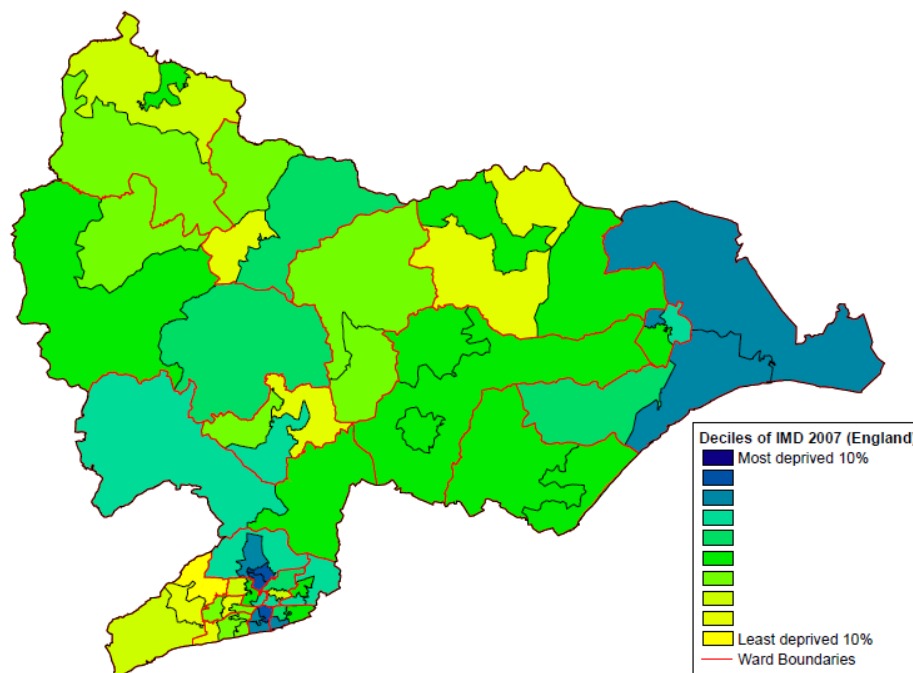 Deciles of IMD 2007 (England)
Most deprived 10%
Least deprived 10%
Ward Boundaries